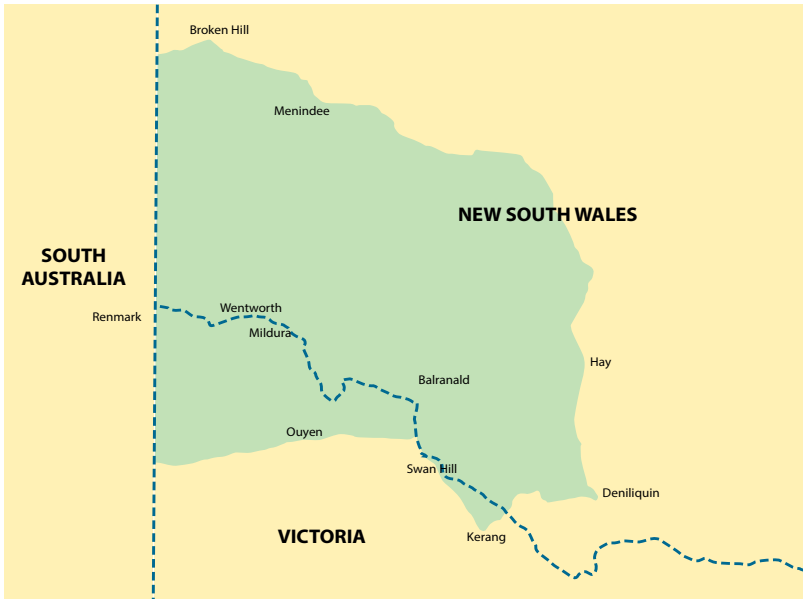 Broken Hill
Menindee
NEW SOUTH WALES
SOUTH
AUSTRALIA
Wentworth
Renmark
Mildura
Hay
Balranald
Ouyen
Swan Hill
Deniliquin
VICTORIA
Kerang